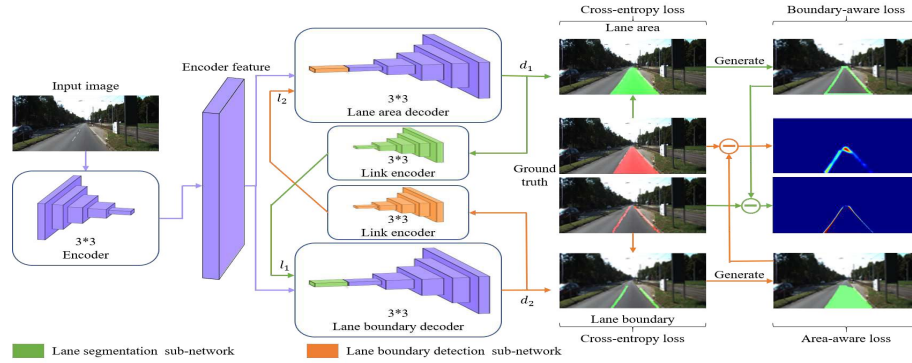 Cross-entropy loss
Boundary-aware loss
Lane area
Encoder feature
d₁
Generate
Input image
3*3
l₂
Lane area decoder
3*3
Link encoder
Ground
truth
3*3
Link encoder
3*3
Encoder
l₁
3*3
Lane boundary decoder
d₂
Generate
Lane boundary
Lane segmentation sub-network
Lane boundary detection sub-network
Cross-entropy loss
Area-aware loss